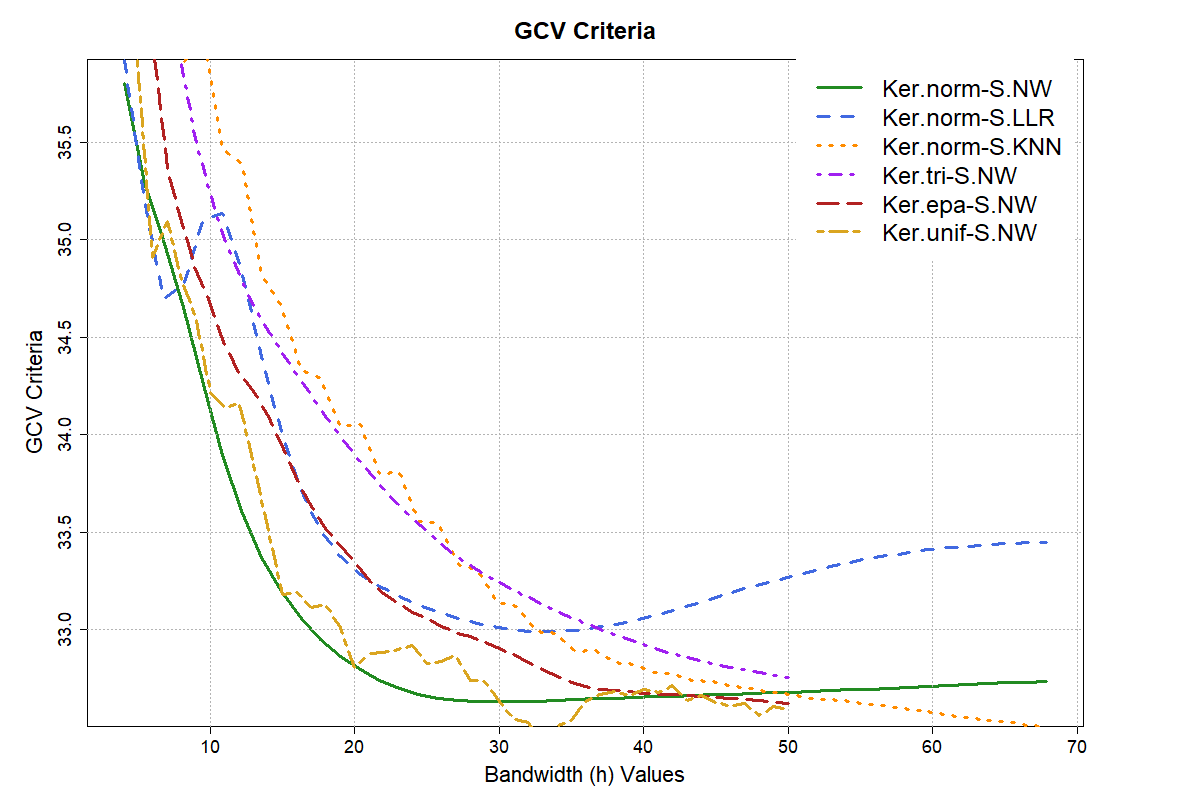 GCV Criteria
Ker.norm-S.NW
Ker.norm-S.LLR
Ker.norm-S.KNN
Ker.tri-S.NW
Ker.epa-S.NW
Ker.unif-S.NW
GCV Criteria
35.5
35.0
34.5
34.0
33.5
33.0
10 20 30 40 50 60 70
Bandwidth (h) Values